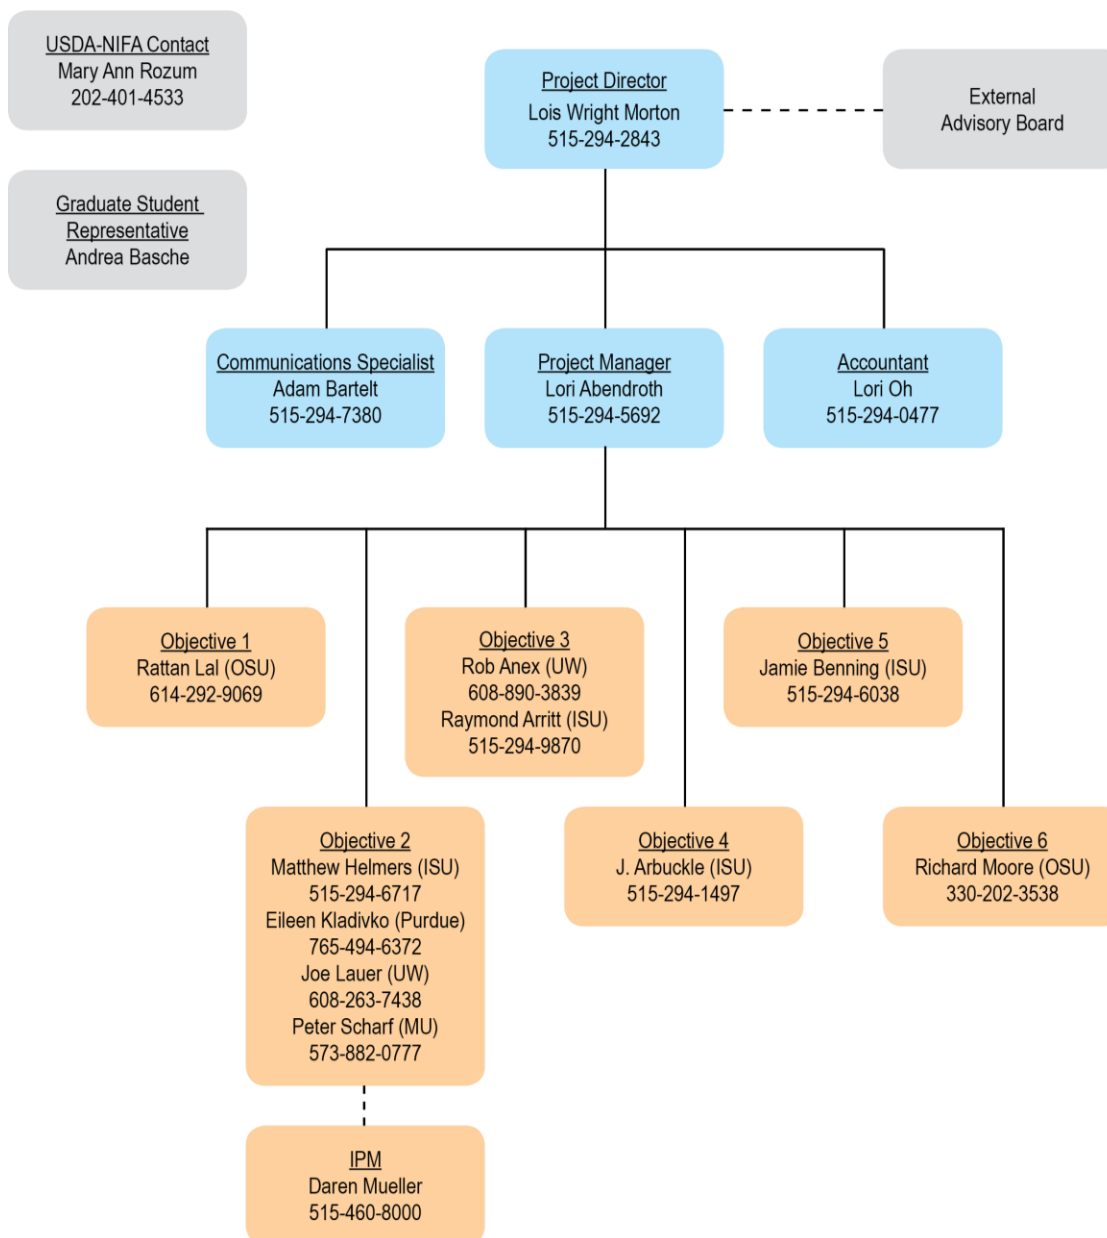 USDA-NIFA Contact
Mary Ann Rozum
202-401-4533
Project Director
Lois Wright Morton
515-294-2843
External
Advisory Board
Graduate Student
Representative
Andrea Basche
Communications Specialist
Adam Bartelt
515-294-7380
Project Manager
Lori Abendroth
515-294-5692
Accountant
Lori Oh
515-294-0477
Objective 1
Rattan Lal (OSU)
614-292-9069
Objective 3
Rob Anex (UW)
608-890-3839
Raymond Arritt (ISU)
515-294-9870
Objective 5
Jamie Benning (ISU)
515-294-6038
Objective 2
Matthew Helmers (ISU)
515-294-6717
Eileen Kladivko (Purdue)
765-494-6372
Joe Lauer (UW)
608-263-7438
Peter Scharf (MU)
573-882-0777
Objective 4
J. Arbuckle (ISU)
515-294-1497
Objective 6
Richard Moore (OSU)
330-202-3538
IPM
Daren Mueller
515-460-8000